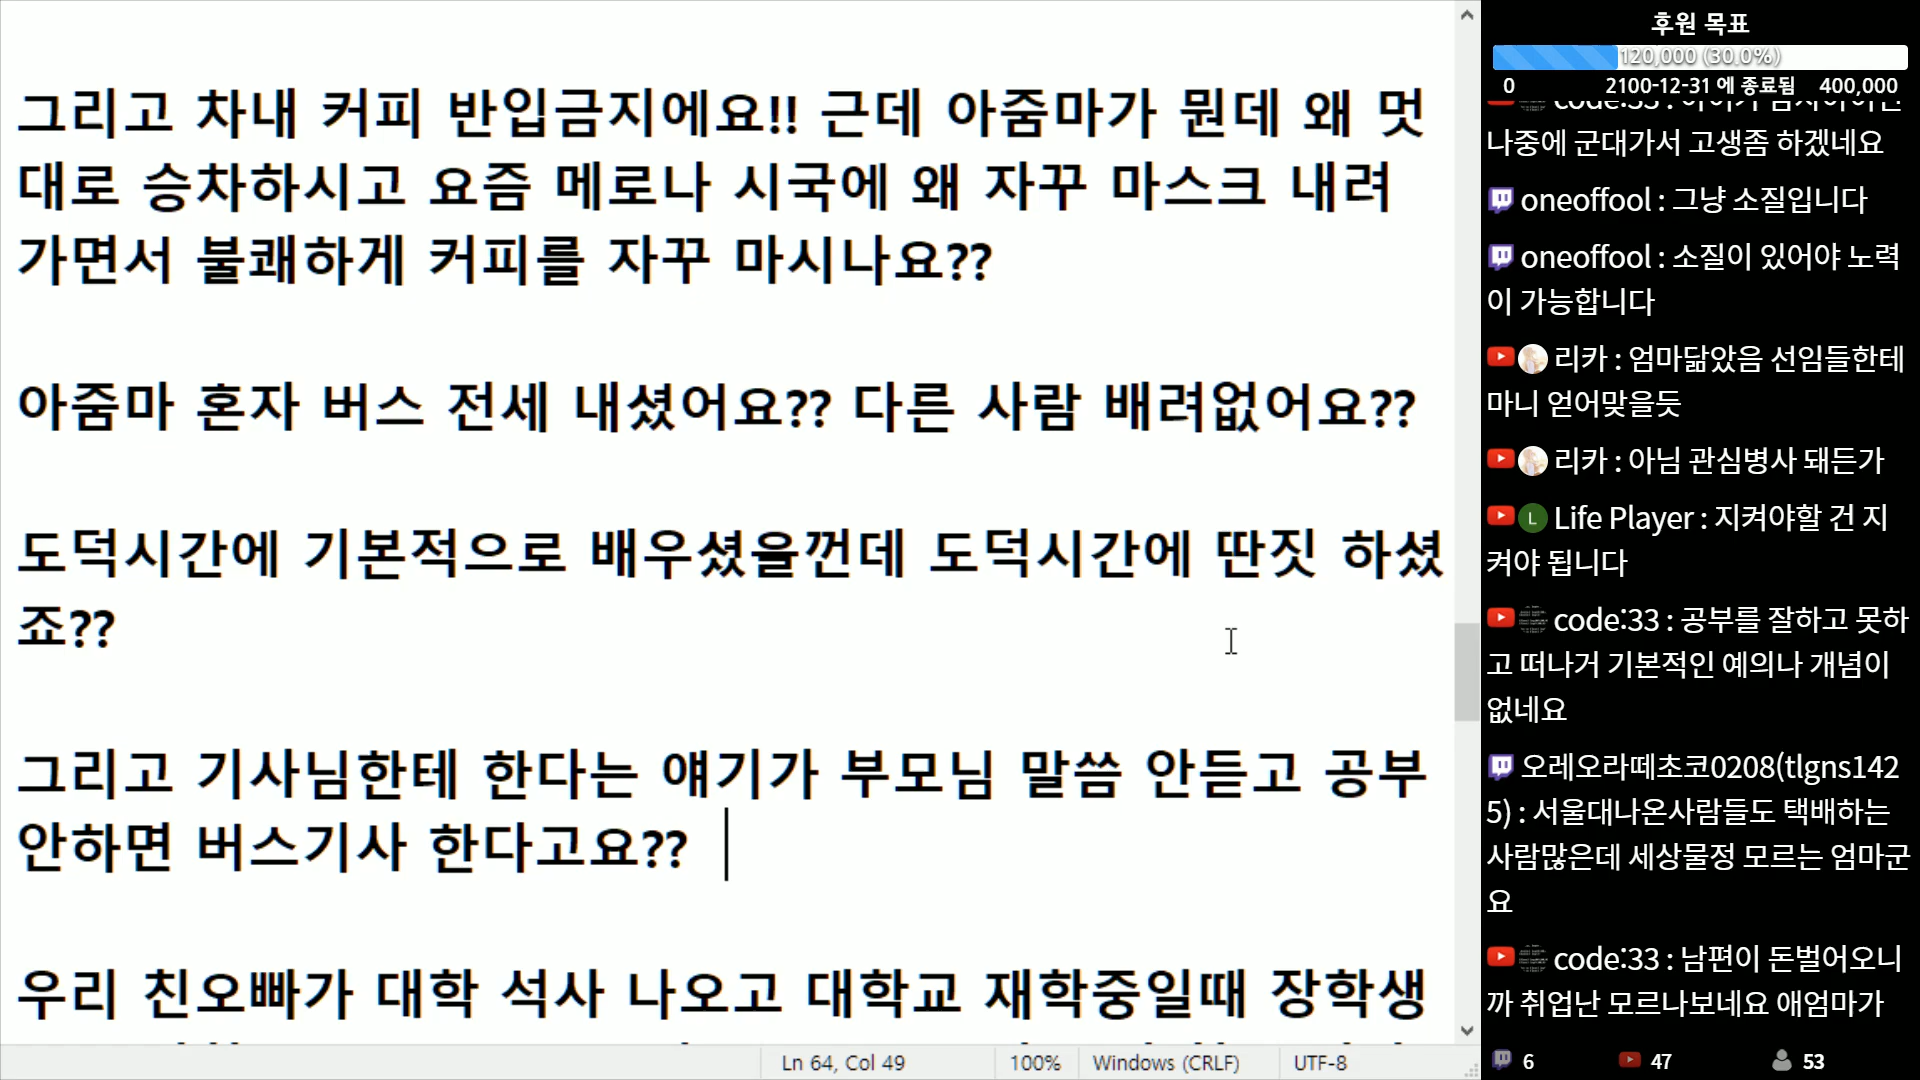 그리고 차내 커피 반입금지에요!! 근데 아줌마가 뭔데 왜 멋
대로 승차하시고 요즘 메로나 시국에 왜 자꾸 마스크 내려
가면서 불쾌하게 커피를 자꾸 마시나요??
아줌마 혼자 버스 전세 내셨어요?? 다른 사람 배려없어요??
도덕시간에 기본적으로 배우셨을껀데 도덕시간에 딴짓 하셨
죠??
그리고 기사님한테 한다는 얘기가 부모님 말씀 안듣고 공부
안하면 버스기사 한다고요??
우리 친오빠가 대학 석사 나오고 대학교 재학중일때 장학생
Ln 64, Col 49
100%
Windows (CRLF)
UTF-8
후원 목표
120,000 (30.0%)
0 2100-12-31 에 종료됨 400,000
code:33 :
나중에 군대가서 고생좀 하겠네요
oneoffool : 그냥 소질입니다
oneoffool : 소질이 있어야 노력
이 가능합니다
리카 : 엄마닮았음 선임들한테
마니 얻어맞을듯
리카 : 아님 관심병사 돼든가
L Life Player : 지켜야할 건 지
켜야 됩니다
code:33 : 공부를 잘하고 못하
고 떠나거 기본적인 예의나 개념이
없네요
오레오라떼초코0208(tlgns142
5) : 서울대나온사람들도 택배하는
사람많은데 세상물정 모르는 엄마군
요
code:33 : 남편이 돈벌어오니
까 취업난 모르나보네요 애엄마가
6 47 53